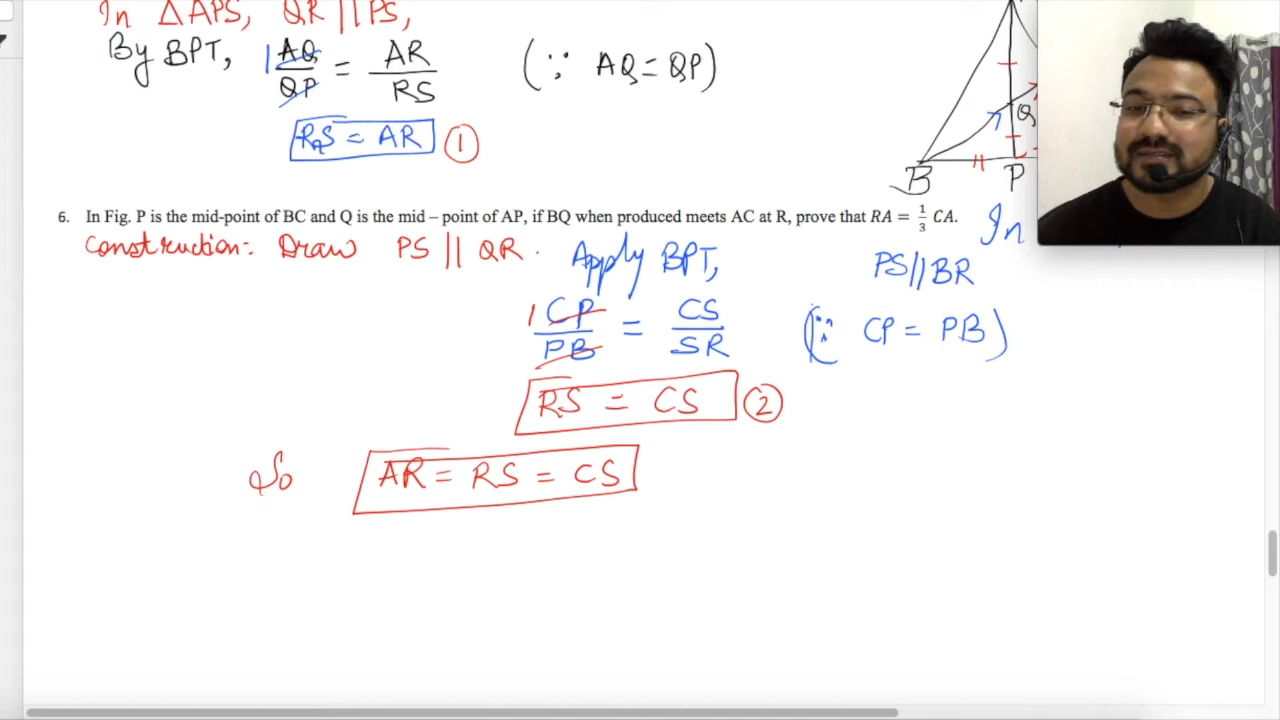 In △APS, QR || PS,
By BPT, 1 AQ/QP = AR/RS (∵ AQ = QP)
RS = AR 1
Q
B P
6. In Fig. P is the mid-point of BC and Q is the mid – point of AP, if BQ when produced meets AC at R, prove that RA = 1/3 CA.
Construction:- Draw PS || QR.
In
Apply BPT,
PS // BR
1 CP/PB = CS/SR (∵ CP = PB)
RS = CS 2
So AR = RS = CS